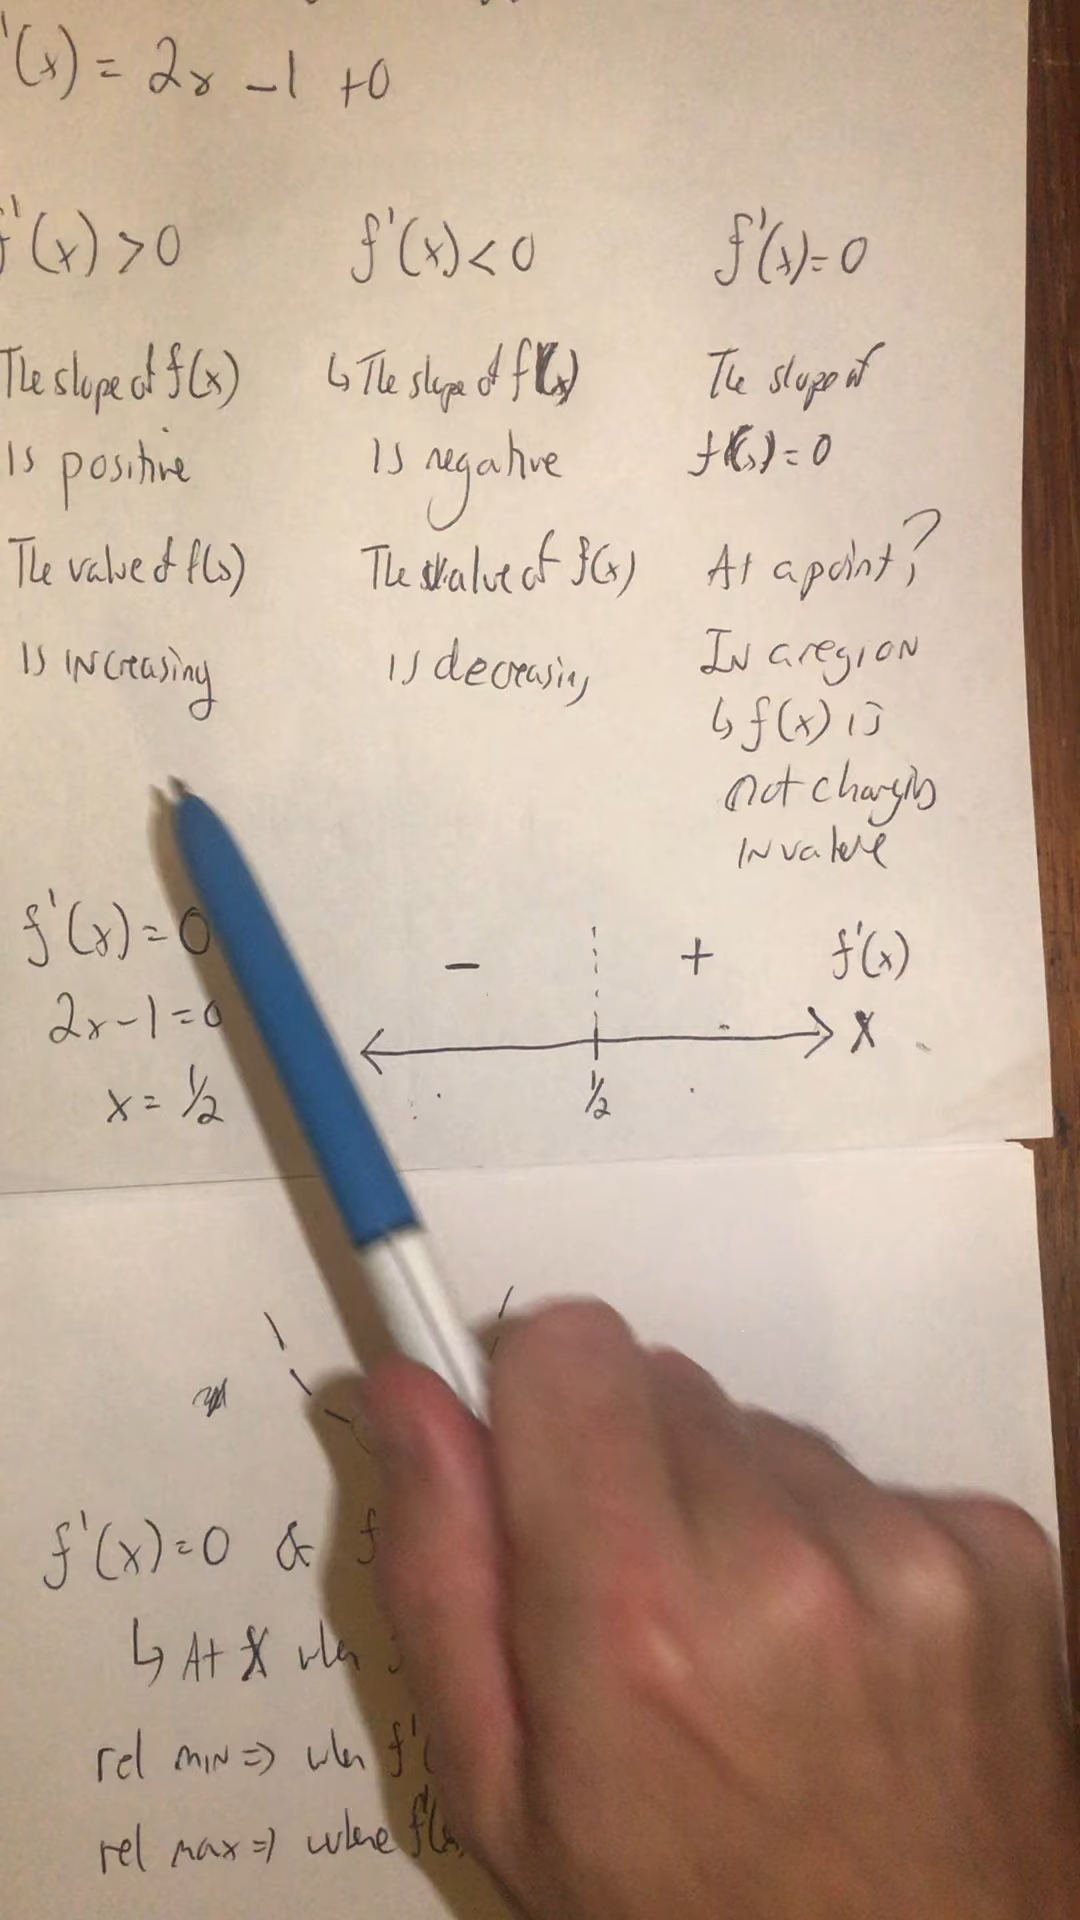 '(x) = 2x - 1 + 0
f'(x) > 0
f'(x) < 0
f'(x) = 0
The slope of f(x)
is positive
The value of f(x)
is increasing
↳ The slope of f(x)
is negative
The value of f(x)
is decreasing
The slope of
f(x) = 0
At a point?
In a region
↳ f(x) is
not changing
in value
f'(x) = 0
2x - 1 = 0
x = 1/2
- + f'(x)
x
1/2
f'(x) = 0 & f
↳ At x when
rel min => when f'(
rel max => where f'(x)